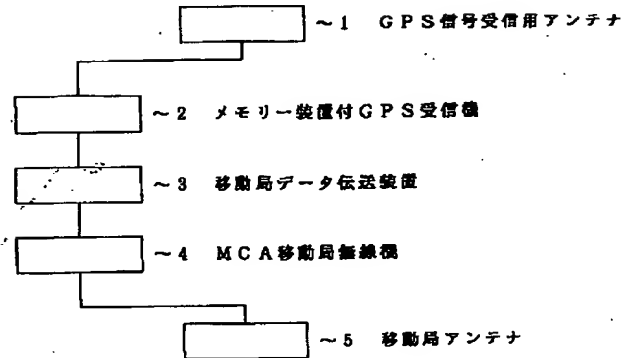 ～1 GPS信号受信用アンテナ
～2 メモリー装置付GPS受信機
～3 移動局データ伝送装置
～4 MCA移動局無線機
～5 移動局アンテナ